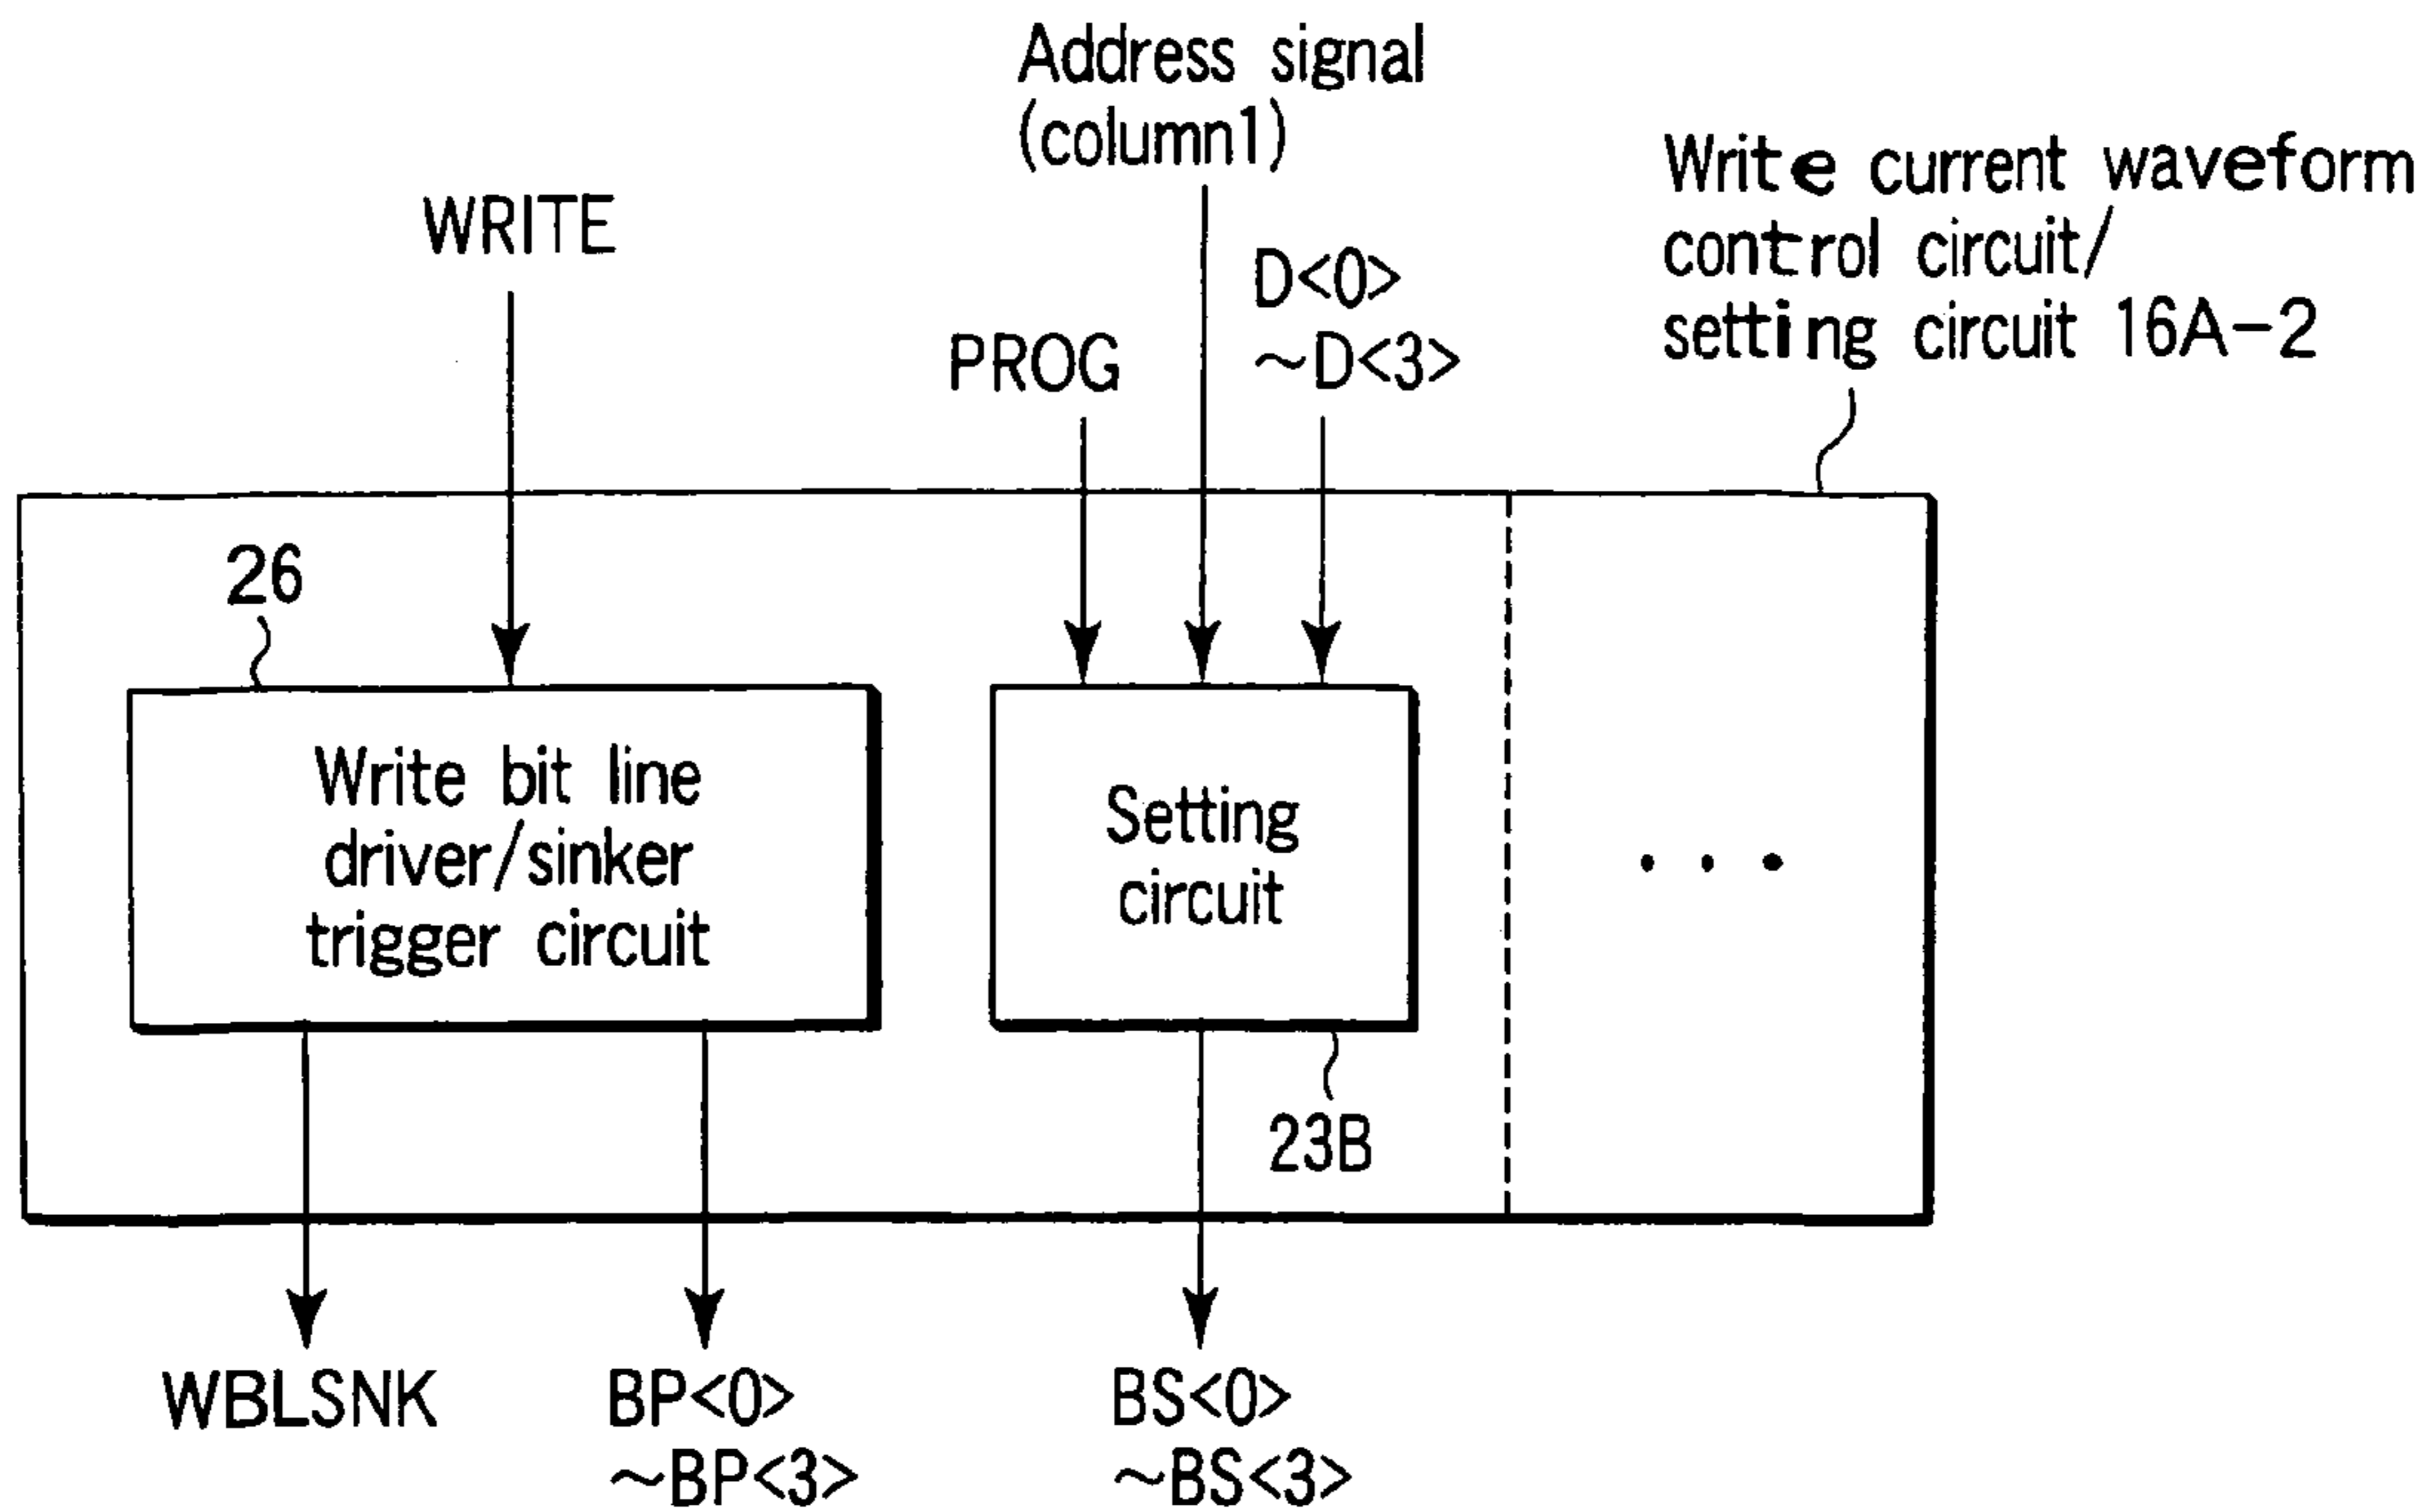 Address signal
(column1)
Write current waveform
control circuit/
setting circuit 16A-2
WRITE
D<0>
~D<3>
PROG
26
Write bit line
driver/sinker
trigger circuit
Setting
circuit
• • •
23B
WBLSNK
BP<0>
~BP<3>
BS<0>
~BS<3>